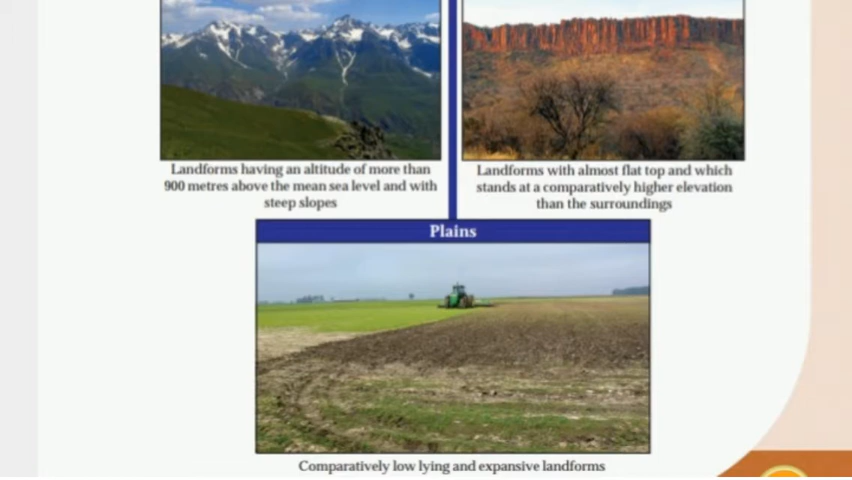 Landforms having an altitude of more than
900 metres above the mean sea level and with
steep slopes
Landforms with almost flat top and which
stands at a comparatively higher elevation
than the surroundings
Plains
Comparatively low lying and expansive landforms